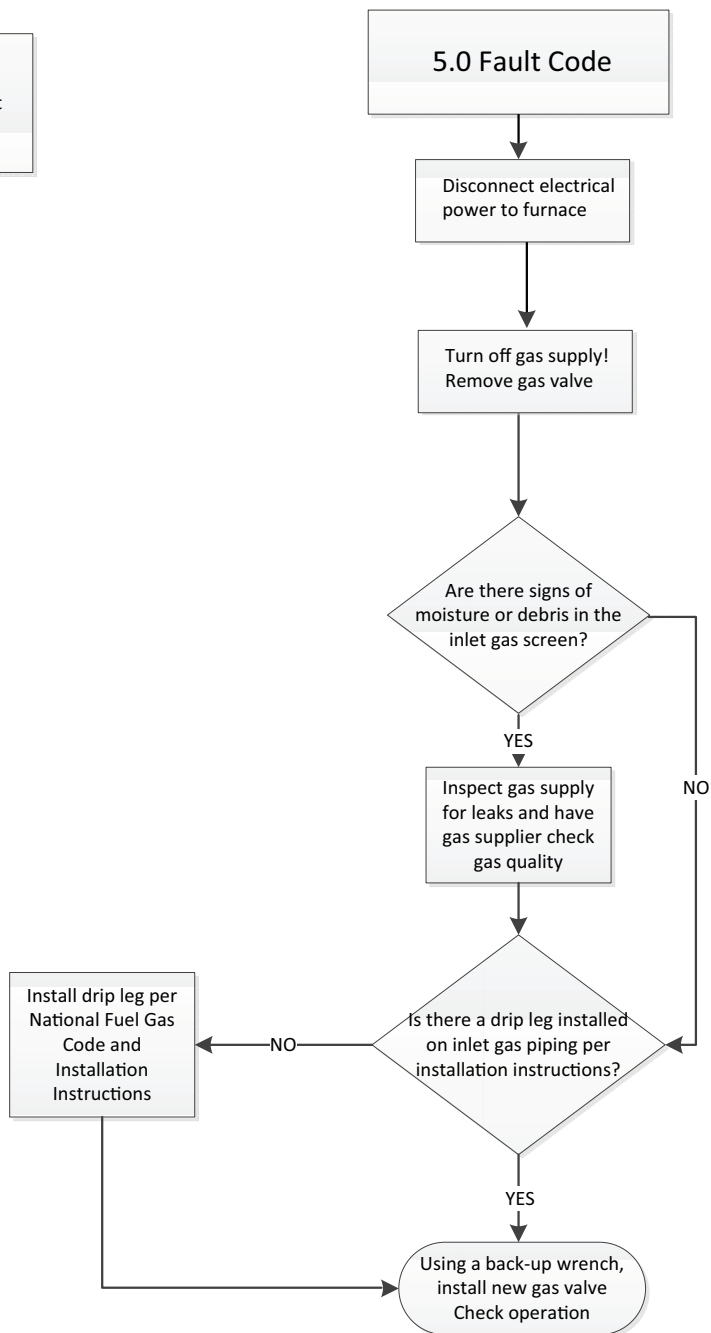 5.0 Fault Code
Disconnect electrical
power to furnace
Turn off gas supply!
Remove gas valve
Are there signs of
moisture or debris in the
inlet gas screen?
YES
NO
Inspect gas supply
for leaks and have
gas supplier check
gas quality
Is there a drip leg installed
on inlet gas piping per
installation instructions?
NO
Install drip leg per
National Fuel Gas
Code and
Installation
Instructions
YES
Using a back-up wrench,
install new gas valve
Check operation